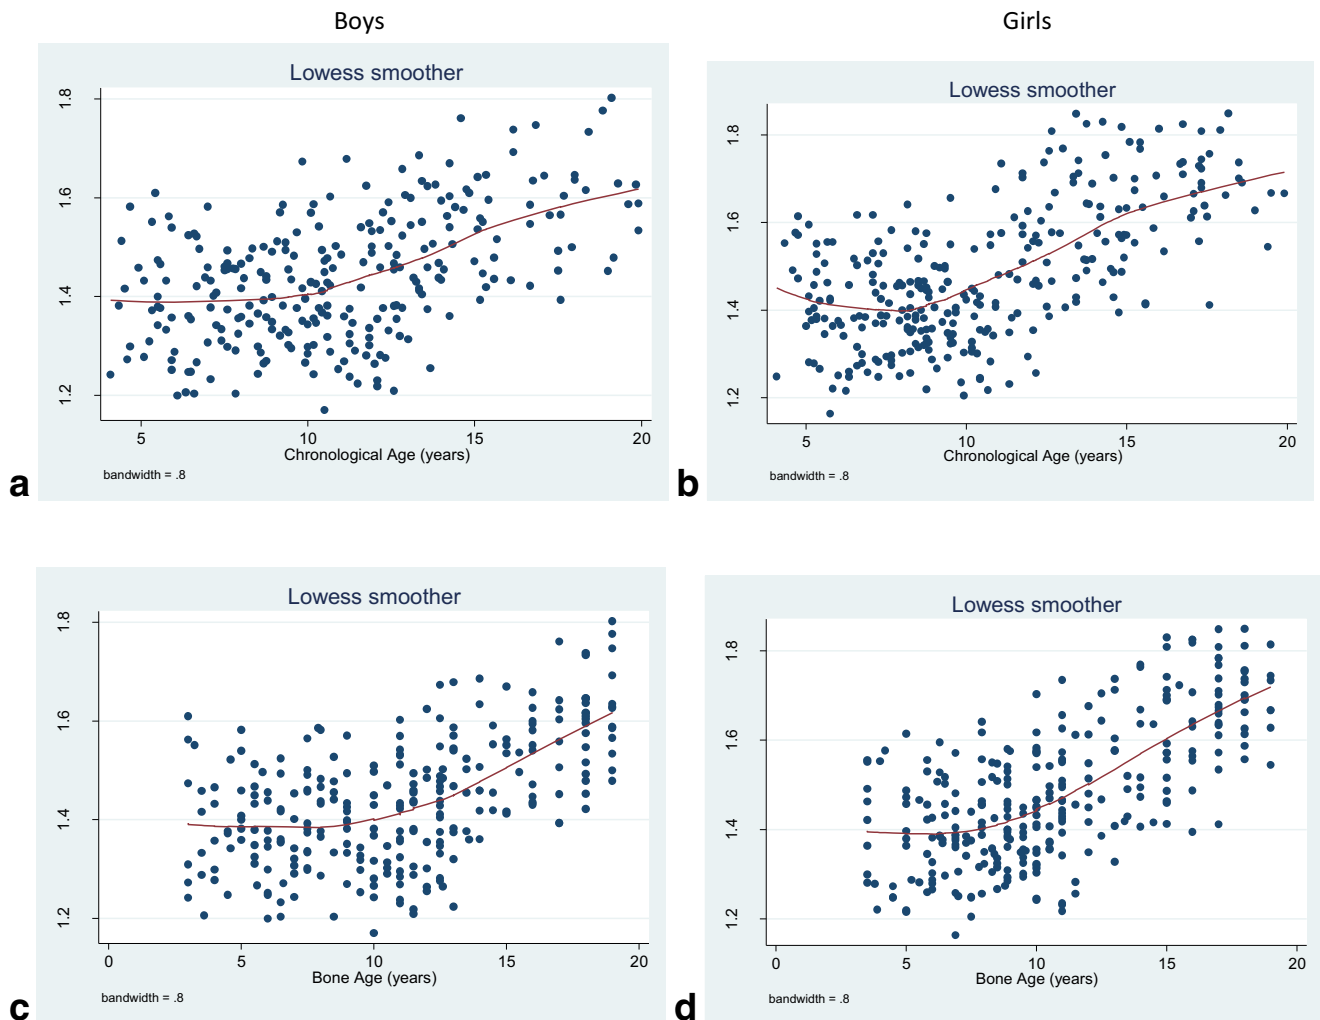 Boys
Girls
Lowess smoother
1.8
1.6
1.4
1.2
5 10 15 20
Chronological Age (years)
bandwidth = .8
a
Lowess smoother
1.8
1.6
1.4
1.2
5 10 15 20
Chronological Age (years)
bandwidth = .8
b
Lowess smoother
1.8
1.6
1.4
1.2
0 5 10 15 20
Bone Age (years)
bandwidth = .8
c
Lowess smoother
1.8
1.6
1.4
1.2
0 5 10 15 20
Bone Age (years)
bandwidth = .8
d